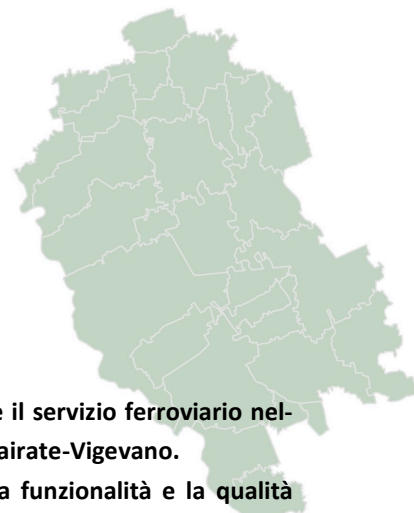 il servizio ferroviario nel-
airate-Vigevano.
a funzionalità e la qualità